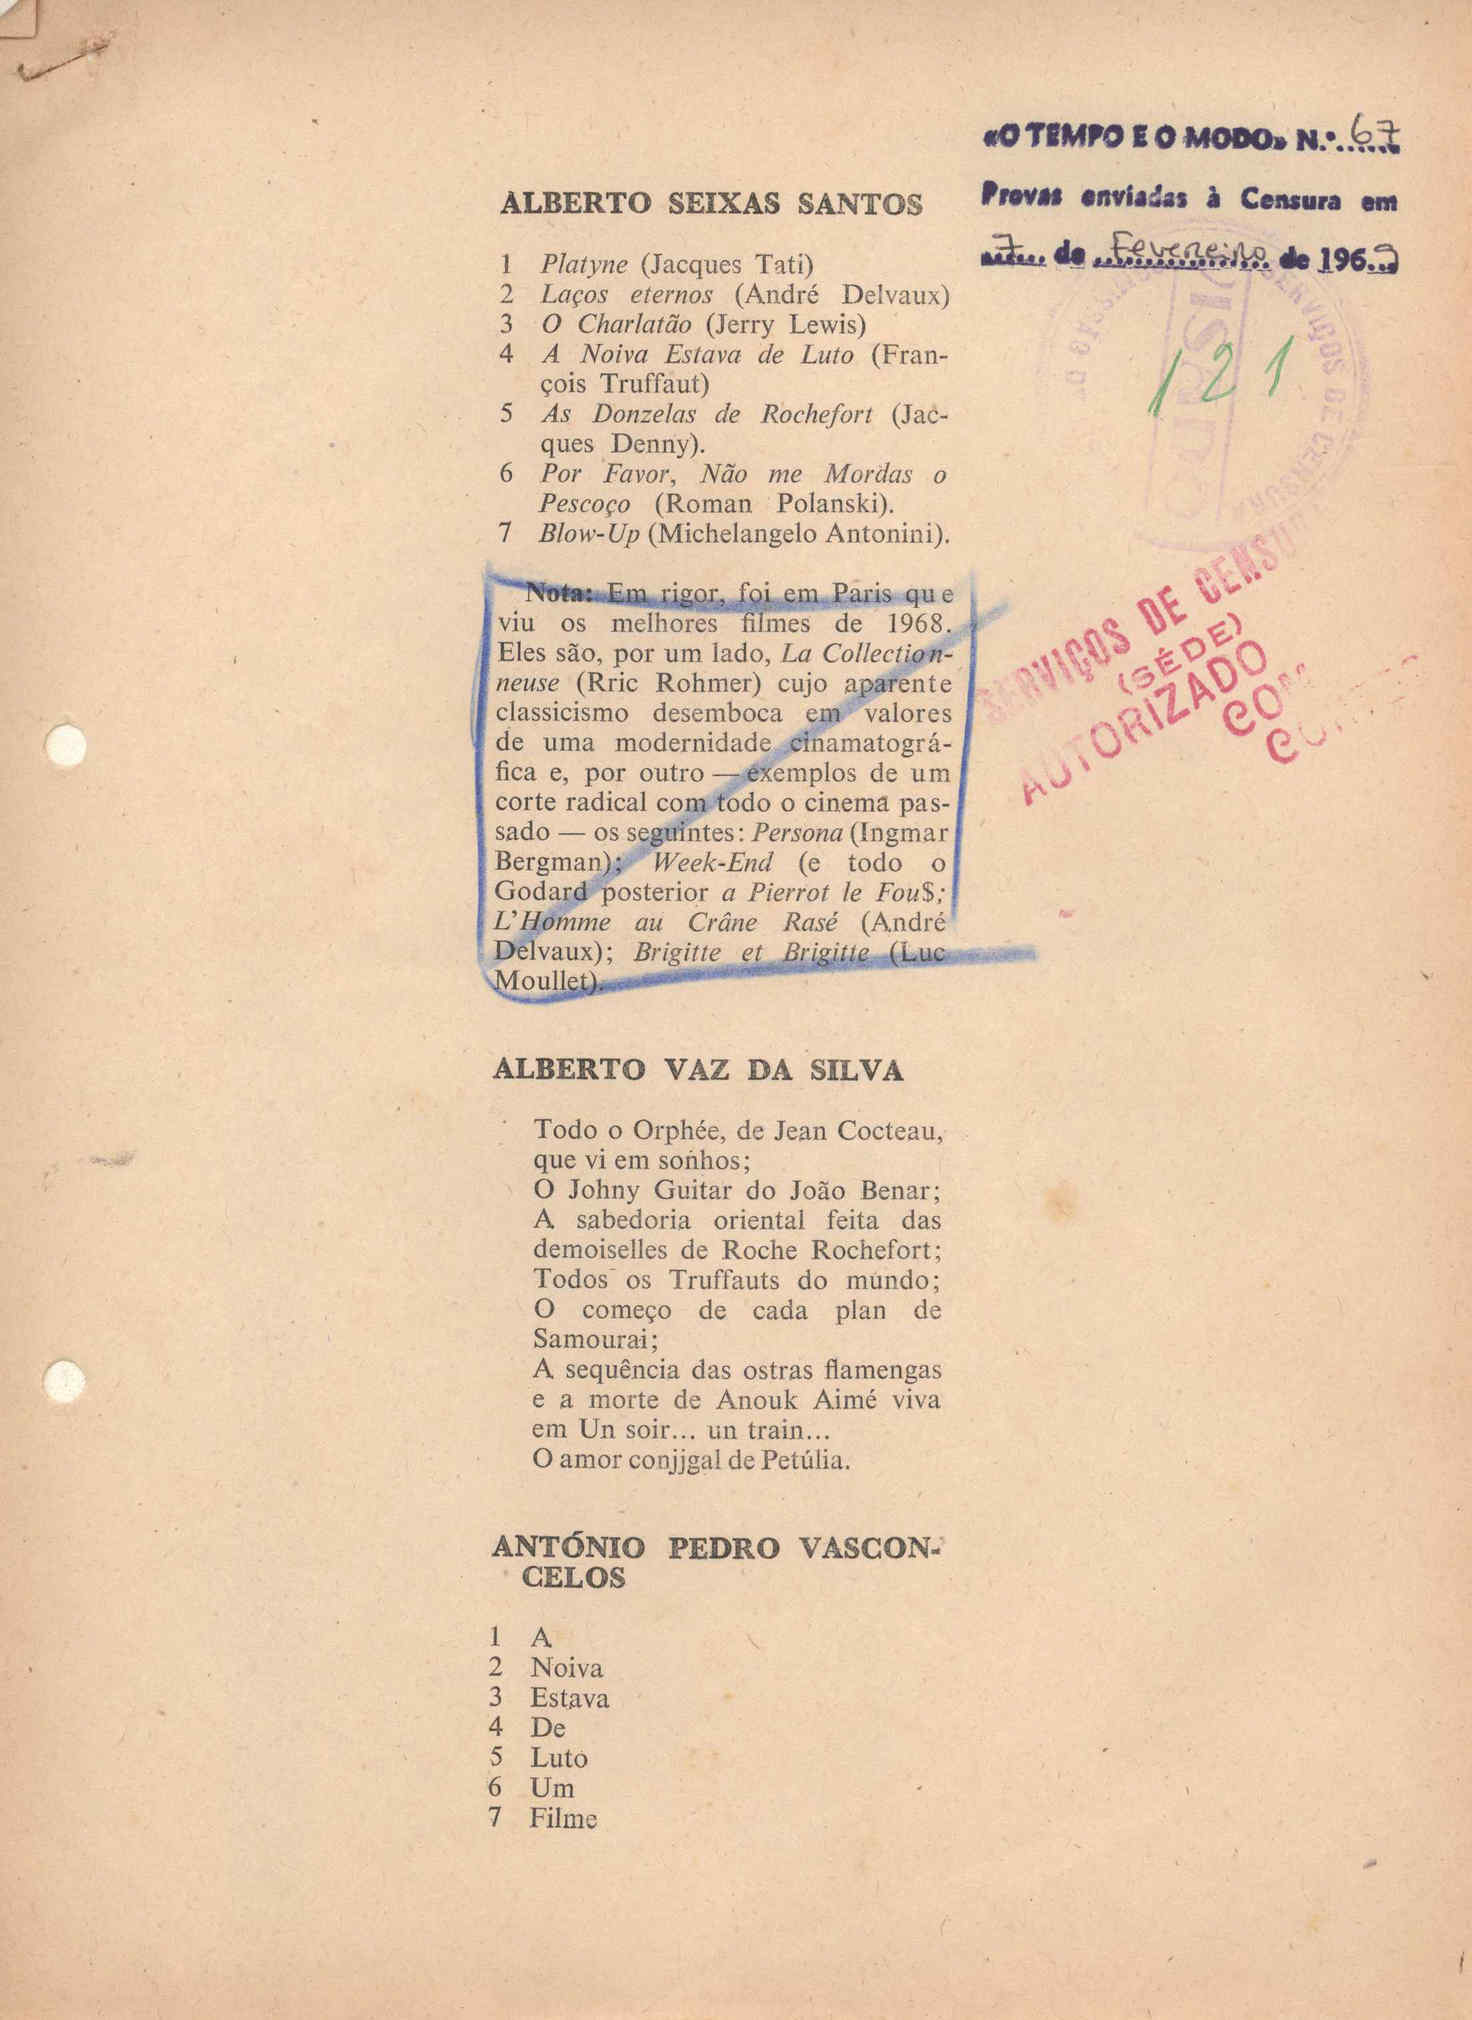 «O TEMPO E O MODO» N.º 67
Provas enviadas à Censura em
7 de Fevereiro de 1969
121
SERVIÇOS DE CENSURA
(SÉDE)
AUTORIZADO
COM
ALBERTO SEIXAS SANTOS
1 Platyne (Jacques Tati)
2 Laços eternos (André Delvaux)
3 O Charlatão (Jerry Lewis)
4 A Noiva Estava de Luto (Fran-
çois Truffaut)
5 As Donzelas de Rochefort (Jac-
ques Denny).
6 Por Favor, Não me Mordas o
Pescoço (Roman Polanski).
7 Blow-Up (Michelangelo Antonini).
Nota: Em rigor, foi em Paris que
viu os melhores filmes de 1968.
Eles são, por um lado, La Collection-
neuse (Rric Rohmer) cujo aparente
classicismo desemboca em valores
de uma modernidade cinamatográ-
fica e, por outro — exemplos de um
corte radical com todo o cinema pas-
sado — os seguintes: Persona (Ingmar
Bergman); Week-End (e todo o
Godard posterior a Pierrot le Fou$;
L'Homme au Crâne Rasé (André
Delvaux); Brigitte et Brigitte (Luc
Moullet).
ALBERTO VAZ DA SILVA
Todo o Orphée, de Jean Cocteau,
que vi em sonhos;
O Johny Guitar do João Benar;
A sabedoria oriental feita das
demoiselles de Roche Rochefort;
Todos os Truffauts do mundo;
O começo de cada plan de
Samourai;
A sequência das ostras flamengas
e a morte de Anouk Aimé viva
em Un soir... un train...
O amor conjjgal de Petúlia.
ANTÓNIO PEDRO VASCON-
CELOS
1 A
2 Noiva
3 Estava
4 De
5 Luto
6 Um
7 Filme